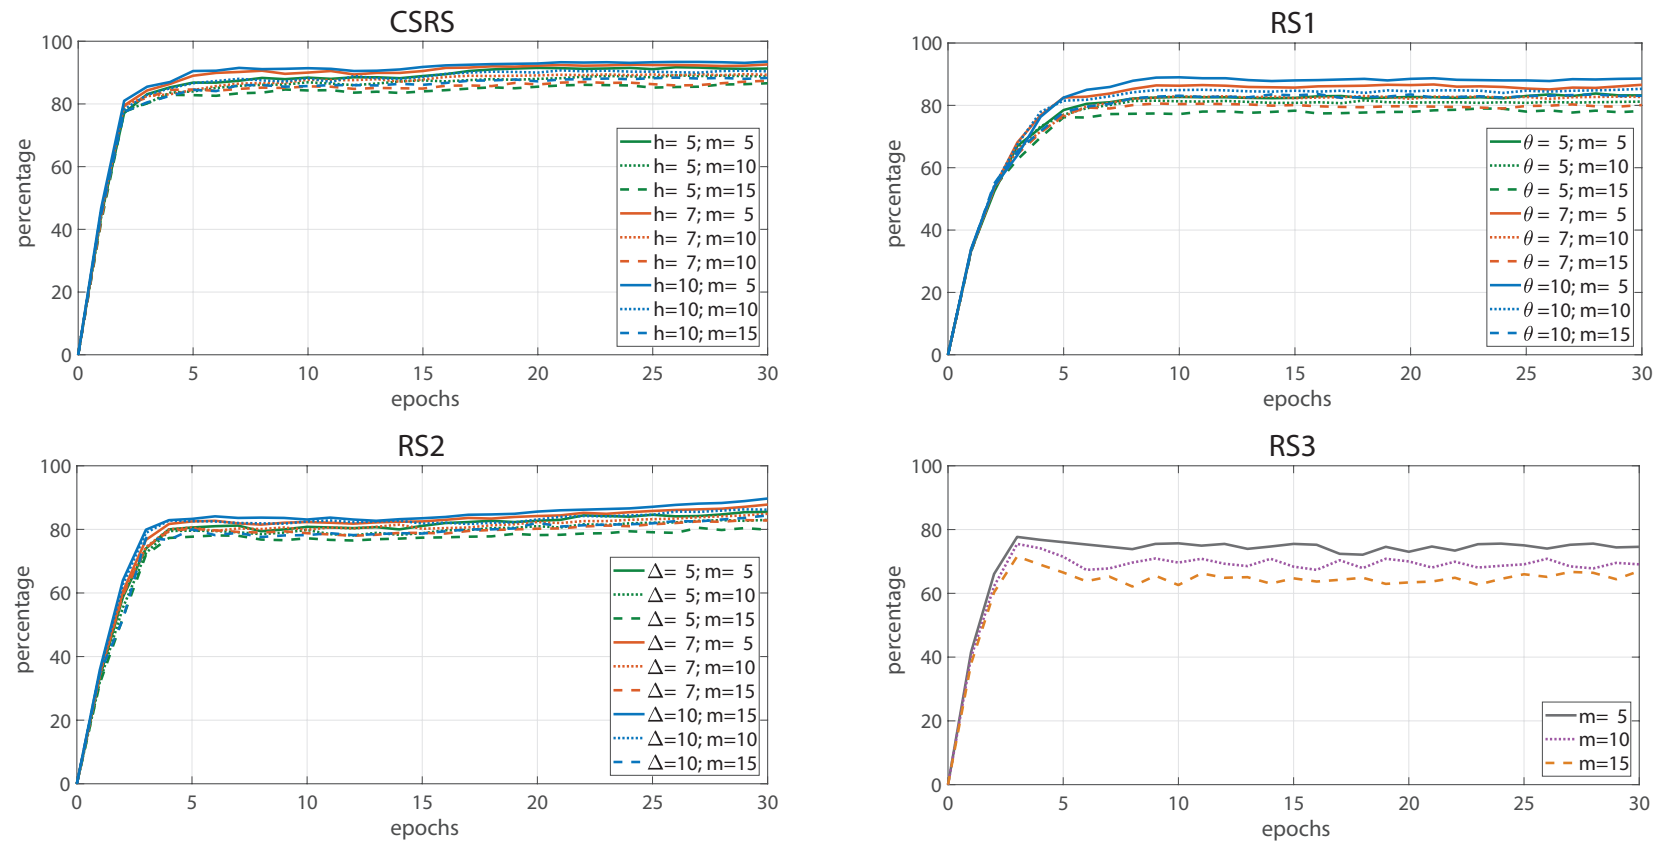 CSRS
100
80
60
40
20
0
percentage
h= 5; m= 5
h= 5; m=10
h= 5; m=15
h= 7; m= 5
h= 7; m=10
h= 7; m=10
h=10; m= 5
h=10; m=10
h=10; m=15
0 5 10 15 20 25 30
epochs
RS1
100
80
60
40
20
0
percentage
θ = 5; m= 5
θ = 5; m=10
θ = 5; m=15
θ = 7; m= 5
θ = 7; m=10
θ = 7; m=15
θ =10; m= 5
θ =10; m=10
θ =10; m=15
0 5 10 15 20 25 30
epochs
RS2
100
80
60
40
20
0
percentage
Δ= 5; m= 5
Δ= 5; m=10
Δ= 5; m=15
Δ= 7; m= 5
Δ= 7; m=10
Δ= 7; m=15
Δ=10; m=15
Δ=10; m=10
Δ=10; m=15
0 5 10 15 20 25 30
epochs
RS3
100
80
60
40
20
0
percentage
m= 5
m=10
m=15
0 5 10 15 20 25 30
epochs